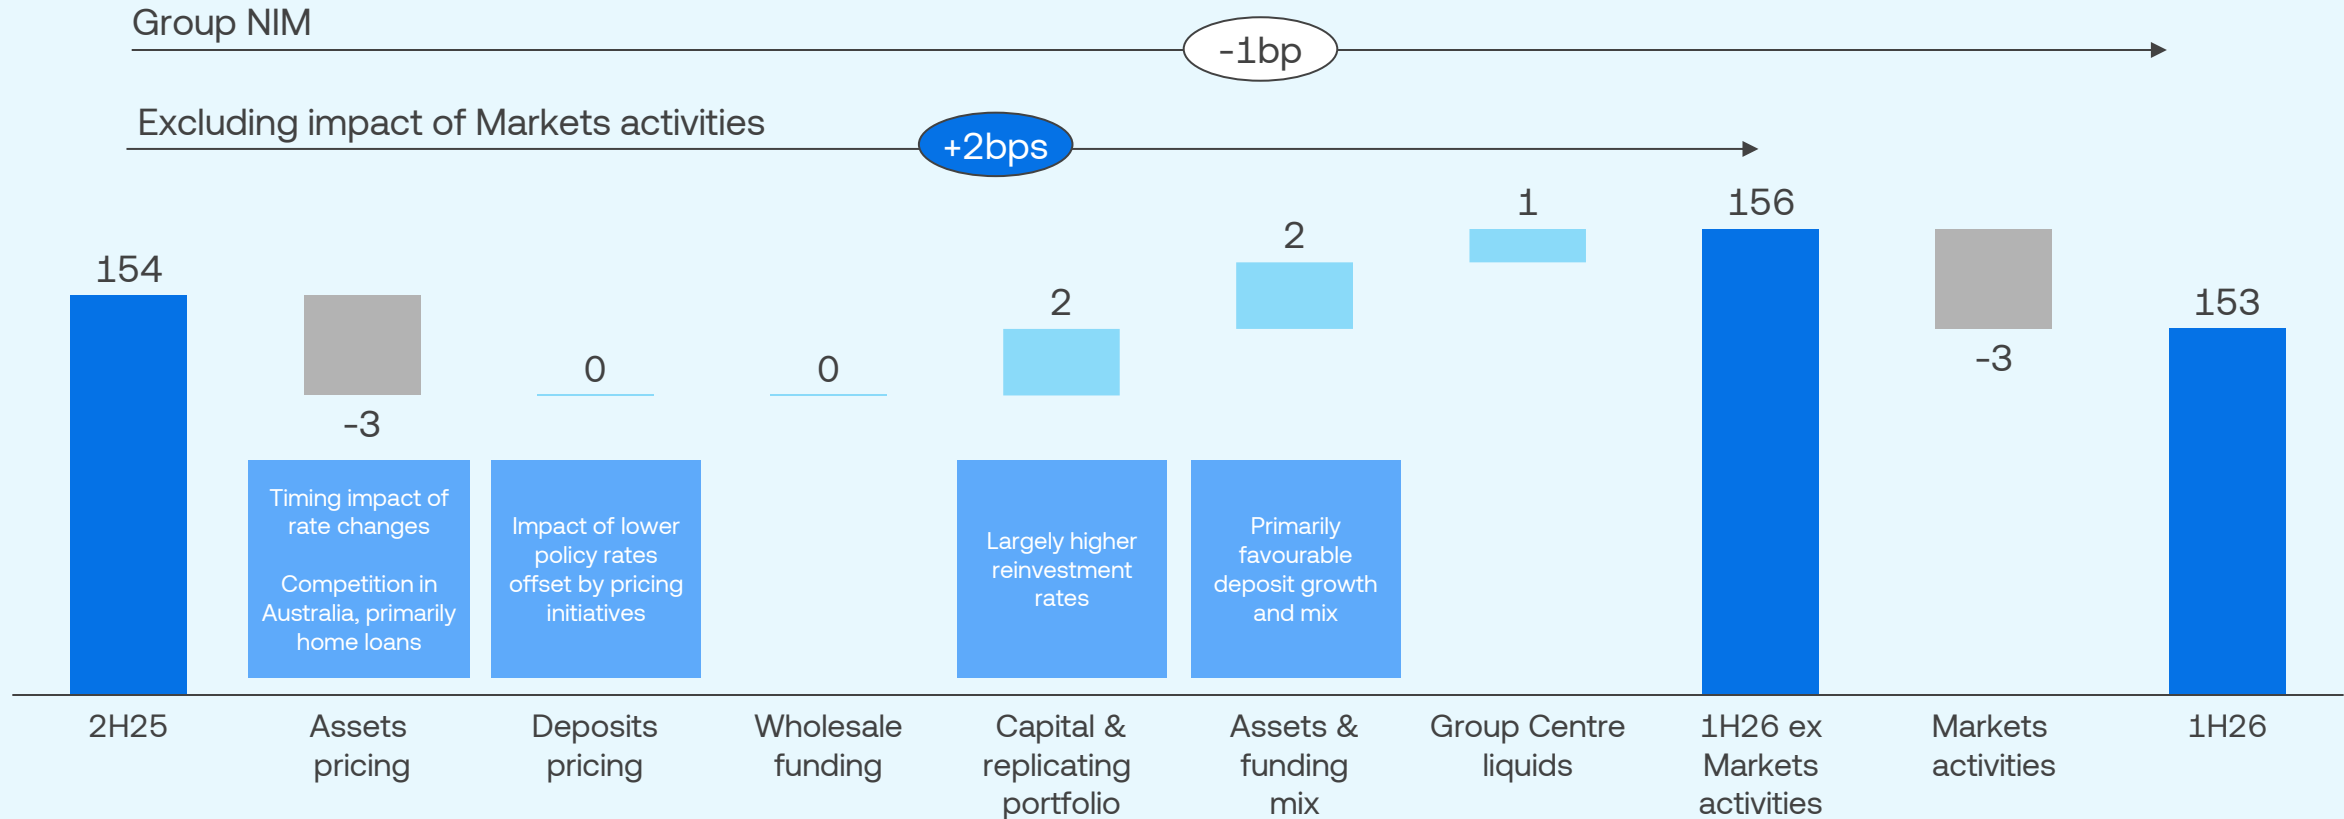 Group NIM
-1bp
Excluding impact of Markets activities
+2bps
154
-3
0
0
2
2
1
156
-3
153
Timing impact of
rate changes
Competition in
Australia, primarily
home loans
Impact of lower
policy rates
offset by pricing
initiatives
Largely higher
reinvestment
rates
Primarily
favourable
deposit growth
and mix
2H25
Assets
pricing
Deposits
pricing
Wholesale
funding
Capital &
replicating
portfolio
Assets &
funding
mix
Group Centre
liquids
1H26 ex
Markets
activities
Markets
activities
1H26